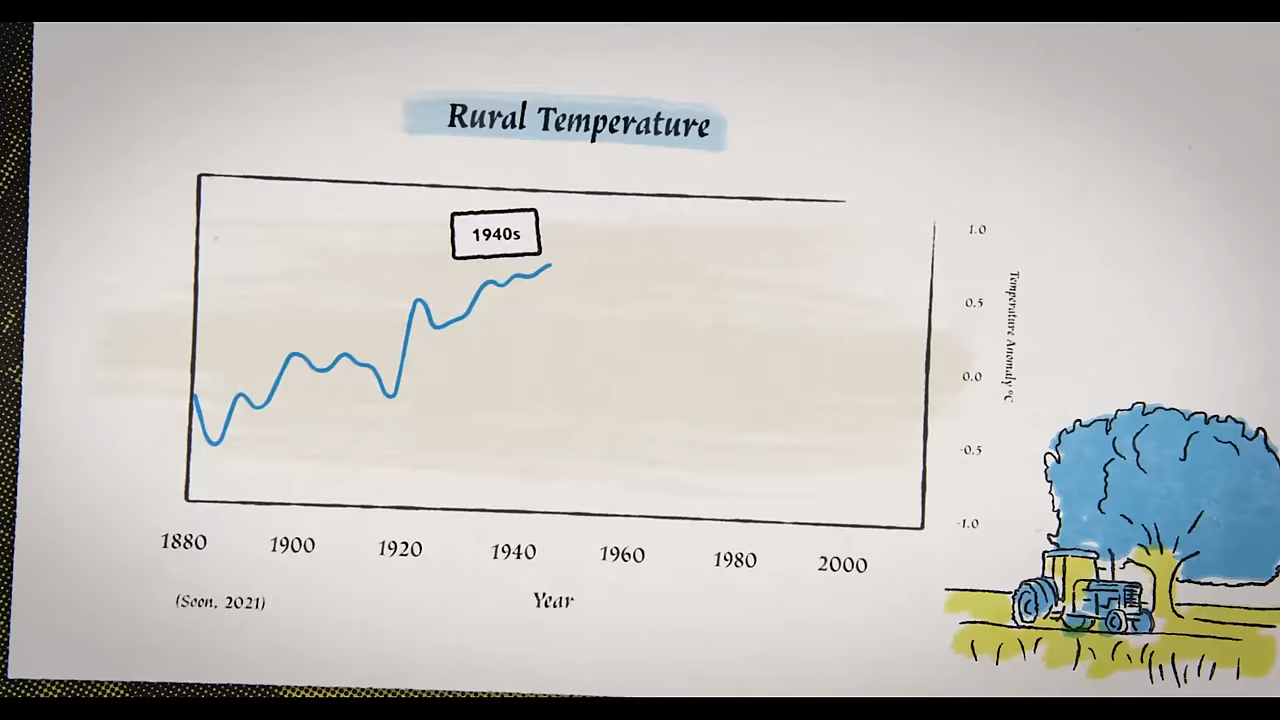 Rural Temperature
1940s
1.0
0.5
0.0
-0.5
-1.0
Temperature Anomaly °C
1880 1900 1920 1940 1960 1980 2000
Year
(Soon, 2021)